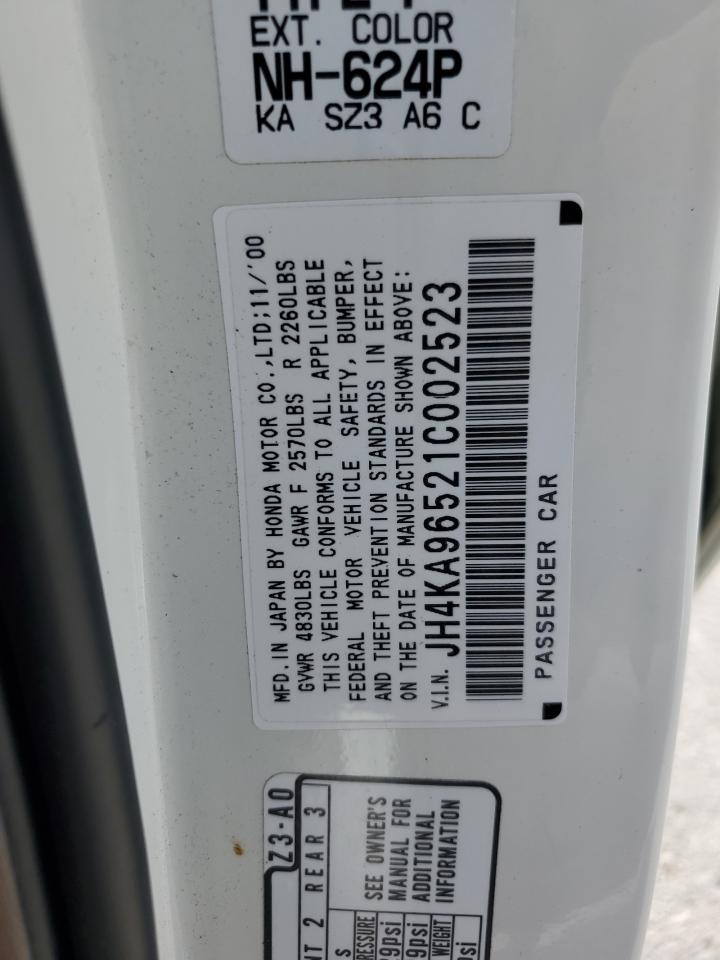 EXT. COLOR
NH-624P
KA SZ3 A6 C
MFD. IN JAPAN BY HONDA MOTOR CO.,LTD;11/'00
GVWR 4830LBS GAWR F 2570LBS R 2260LBS
THIS VEHICLE CONFORMS TO ALL APPLICABLE
FEDERAL MOTOR VEHICLE SAFETY, BUMPER,
AND THEFT PREVENTION STANDARDS IN EFFECT
ON THE DATE OF MANUFACTURE SHOWN ABOVE:
V.I.N. JH4KA96521C002523
PASSENGER CAR
Z3-A0
2 REAR 3
SEE OWNER'S
MANUAL FOR
ADDITIONAL
INFORMATION